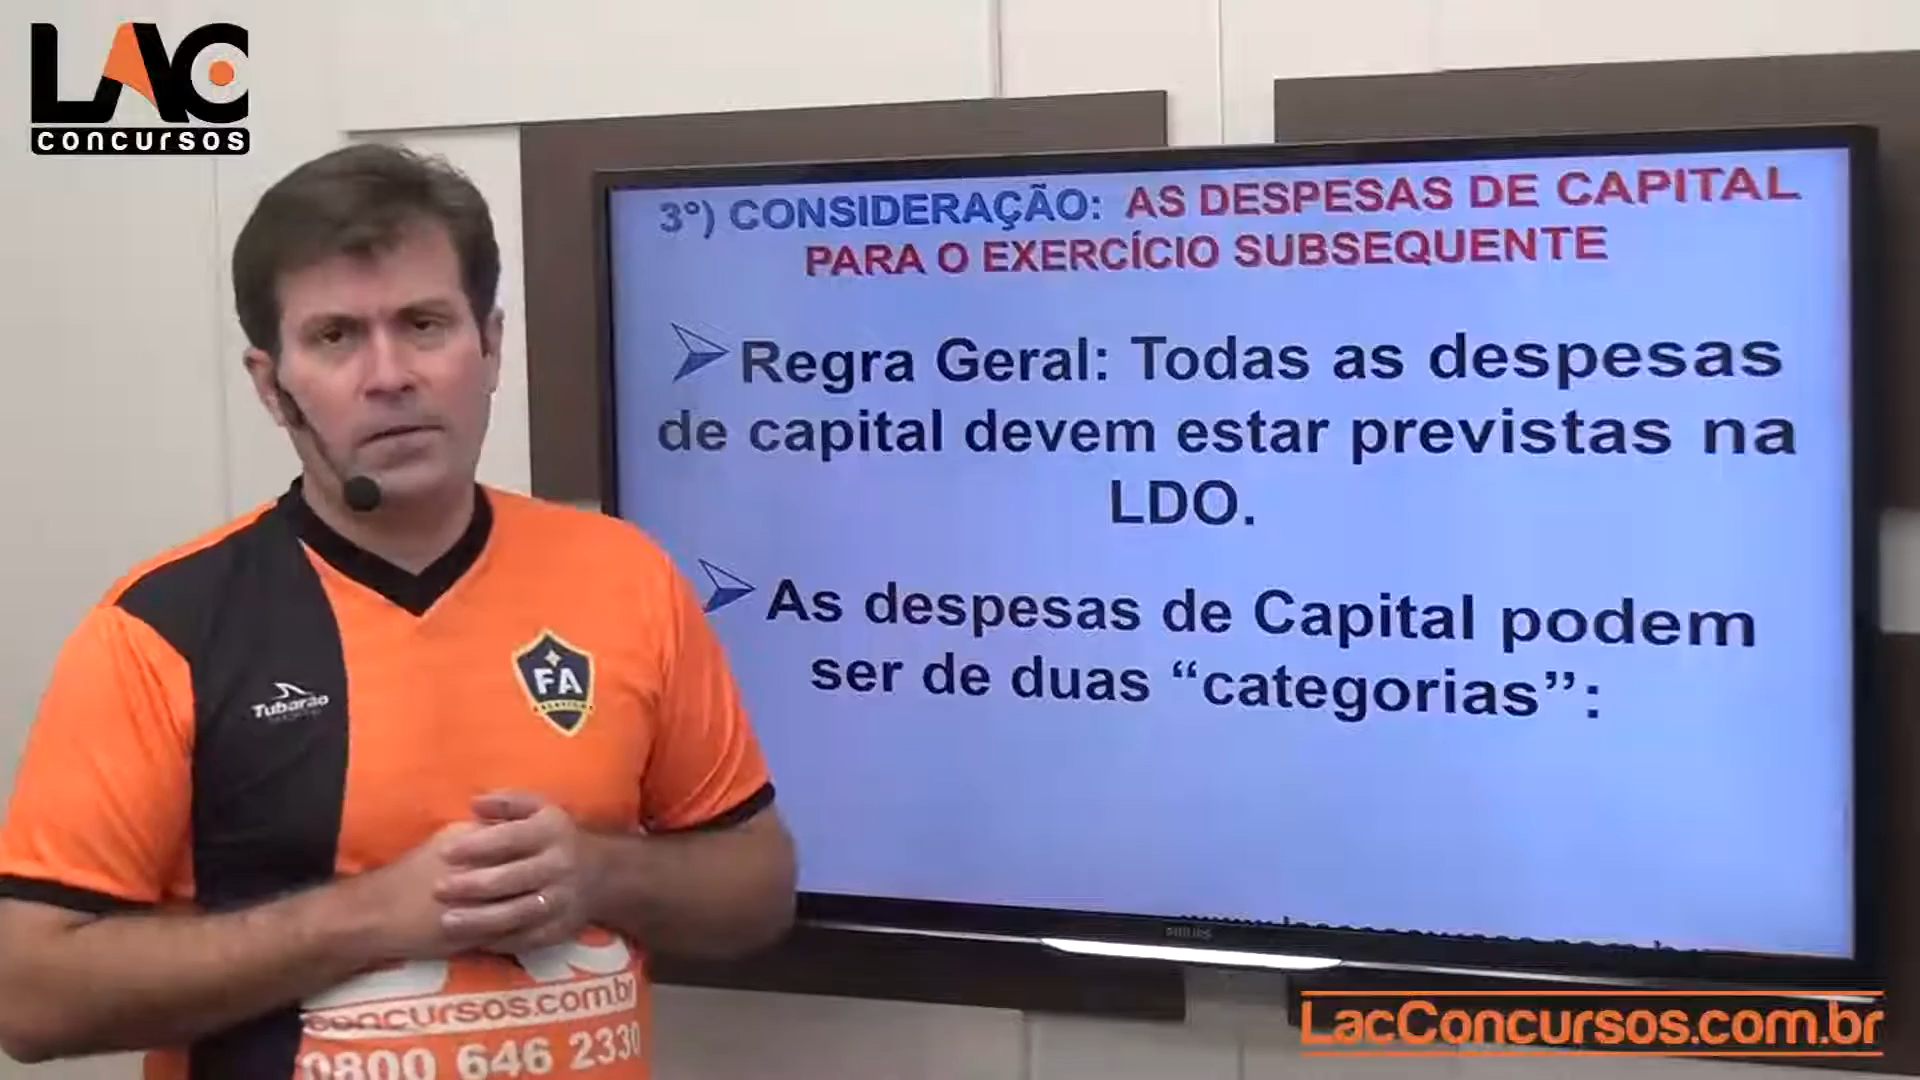 LAC
concursos
3º) CONSIDERAÇÃO: AS DESPESAS DE CAPITAL
PARA O EXERCÍCIO SUBSEQUENTE
Regra Geral: Todas as despesas
de capital devem estar previstas na
LDO.
As despesas de Capital podem
ser de duas “categorias”:
PHILIPS
Tubarão
FA
concursos.com.br
0800 646 2330
LacConcursos.com.br